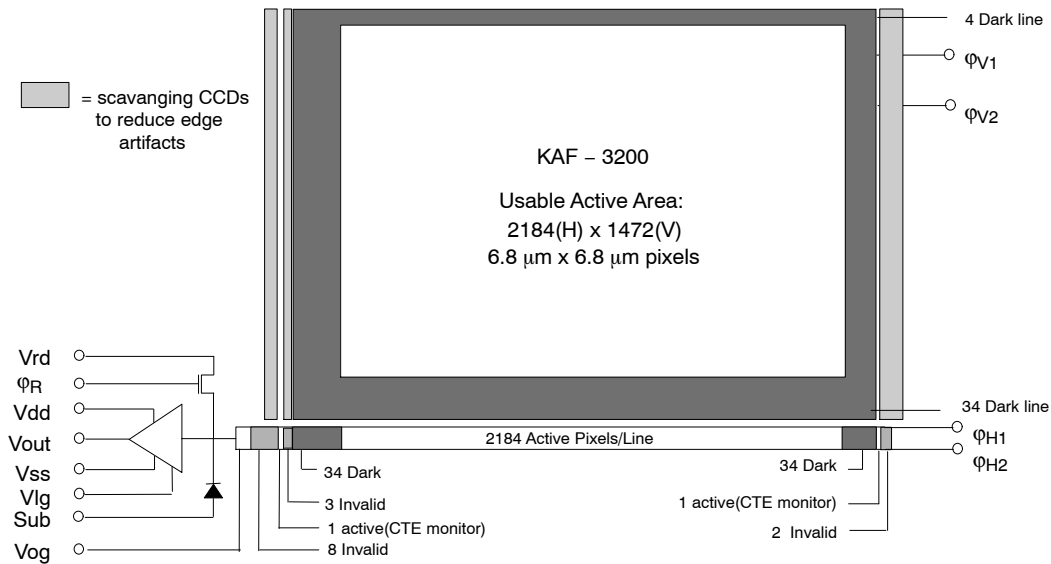 4 Dark line
φV1
φV2
= scavanging CCDs
to reduce edge
artifacts
KAF – 3200
Usable Active Area:
2184(H) x 1472(V)
6.8 μm x 6.8 μm pixels
34 Dark line
Vrd
φR
Vdd
Vout
Vss
Vlg
Sub
Vog
2184 Active Pixels/Line
φH1
φH2
34 Dark
3 Invalid
1 active(CTE monitor)
8 Invalid
34 Dark
1 active(CTE monitor)
2 Invalid